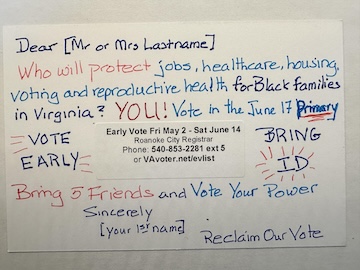 Dear [Mr or Mrs Lastname]
Who will protect jobs, healthcare, housing,
voting and reproductive health for Black families
in Virginia? YOU! Vote in the June 17 Primary
VOTE
EARLY
Early Vote Fri May 2 - Sat June 14
Roanoke City Registrar
Phone: 540-853-2281 ext 5
or VAvoter.net/evlist
BRING
ID
Bring 5 Friends and Vote Your Power
Sincerely
[your 1st name]
Reclaim Our Vote